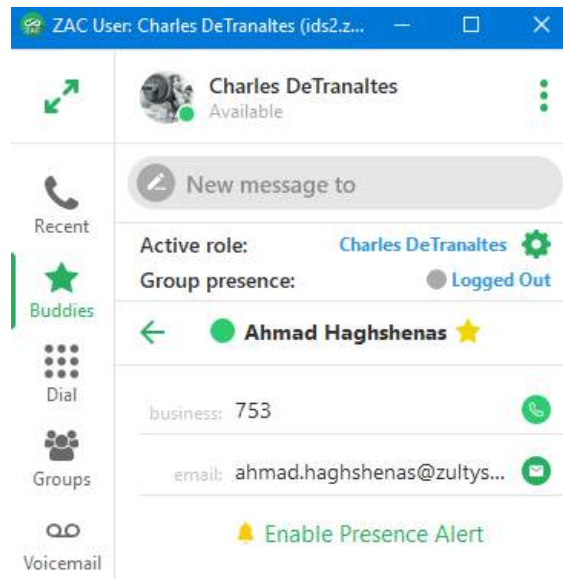 ZAC User: Charles DeTranaltes (ids2.z...
ZAC
Charles DeTranaltes
Available
New message to
Recent
Active role: Charles DeTranaltes
Group presence: Logged Out
Buddies
Ahmad Haghshenas
Dial
business: 753
Groups
email: ahmad.haghshenas@zultys...
Enable Presence Alert
Voicemail